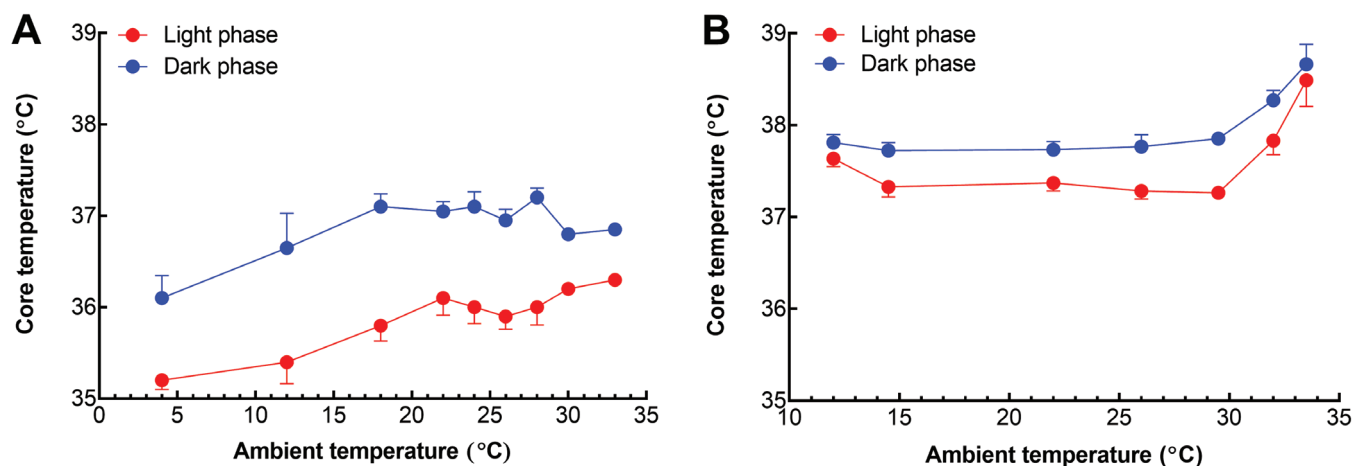 A
Light phase
Dark phase
39
38
37
36
35
Core temperature (°C)
0 5 10 15 20 25 30 35
Ambient temperature (°C)
B
Light phase
Dark phase
39
38
37
36
35
Core temperature (°C)
10 15 20 25 30 35
Ambient temperature (°C)